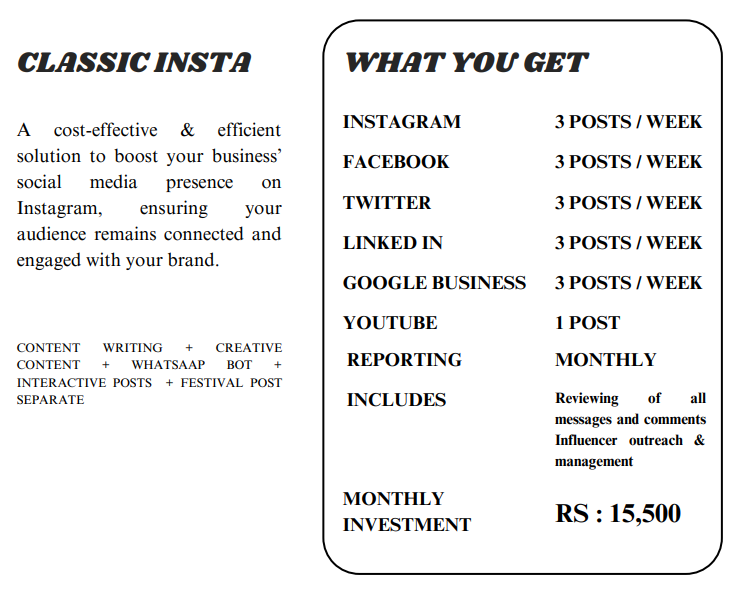 CLASSIC INSTA
A cost-effective & efficient
solution to boost your business’
social media presence on
Instagram, ensuring your
audience remains connected and
engaged with your brand.
CONTENT WRITING + CREATIVE
CONTENT + WHATSAAP BOT +
INTERACTIVE POSTS + FESTIVAL POST
SEPARATE
WHAT YOU GET
INSTAGRAM 3 POSTS / WEEK
FACEBOOK 3 POSTS / WEEK
TWITTER 3 POSTS / WEEK
LINKED IN 3 POSTS / WEEK
GOOGLE BUSINESS 3 POSTS / WEEK
YOUTUBE 1 POST
REPORTING MONTHLY
INCLUDES Reviewing of all
messages and comments
Influencer outreach &
management
MONTHLY
INVESTMENT
RS : 15,500